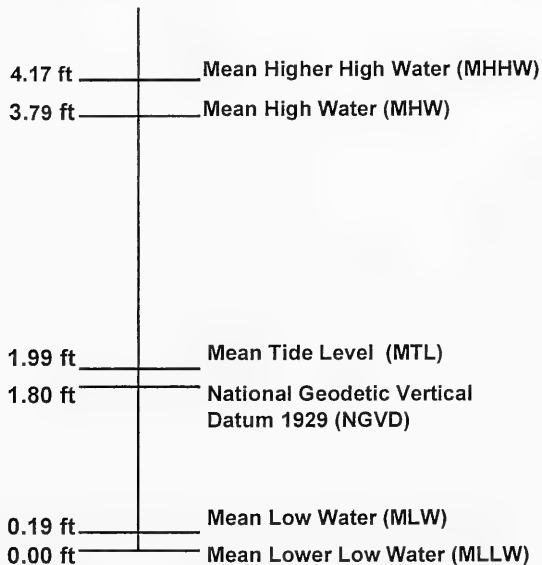 4.17 ft Mean Higher High Water (MHHW)
3.79 ft Mean High Water (MHW)
1.99 ft Mean Tide Level (MTL)
1.80 ft National Geodetic Vertical
Datum 1929 (NGVD)
0.19 ft Mean Low Water (MLW)
0.00 ft Mean Lower Low Water (MLLW)